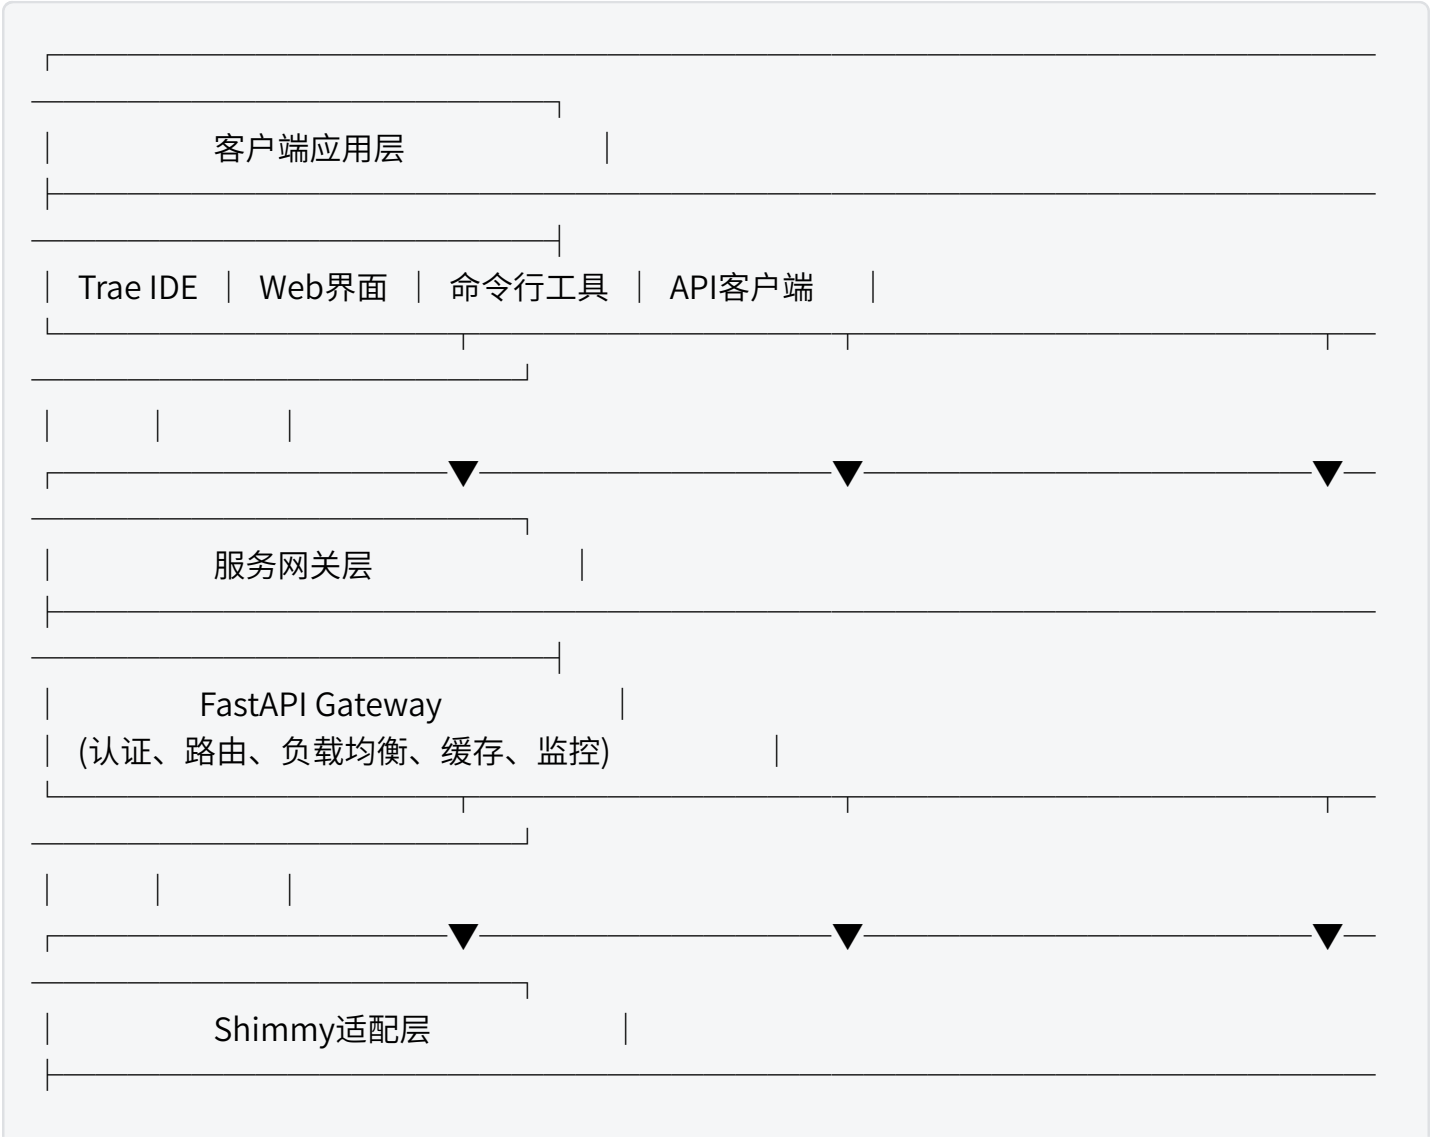 客户端应用层
Trae IDE │ Web界面 │ 命令行工具 │ API客户端
服务网关层
FastAPI Gateway
(认证、路由、负载均衡、缓存、监控)
Shimmy适配层